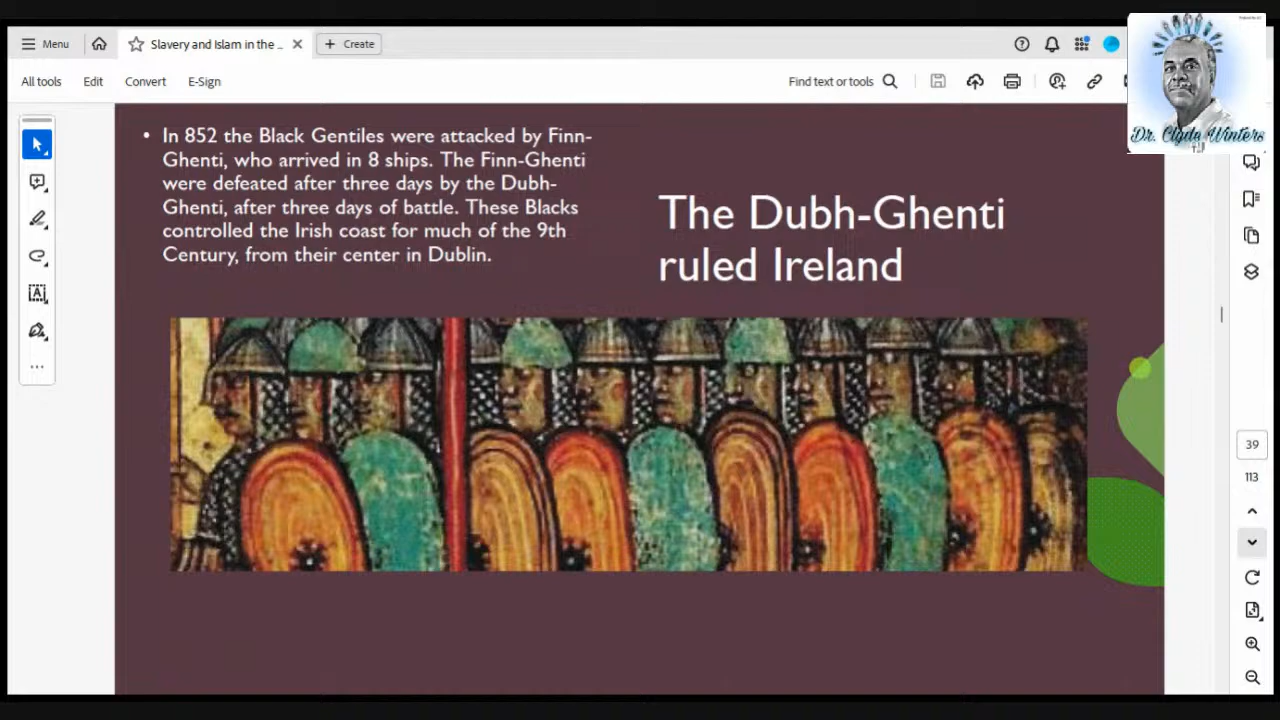 Menu
Slavery and Islam in the ...
Create
All tools
Edit
Convert
E-Sign
Find text or tools
Dr. Clyde Winters
• In 852 the Black Gentiles were attacked by Finn-
Ghenti, who arrived in 8 ships. The Finn-Ghenti
were defeated after three days by the Dubh-
Ghenti, after three days of battle. These Blacks
controlled the Irish coast for much of the 9th
Century, from their center in Dublin.
The Dubh-Ghenti
ruled Ireland
39
113